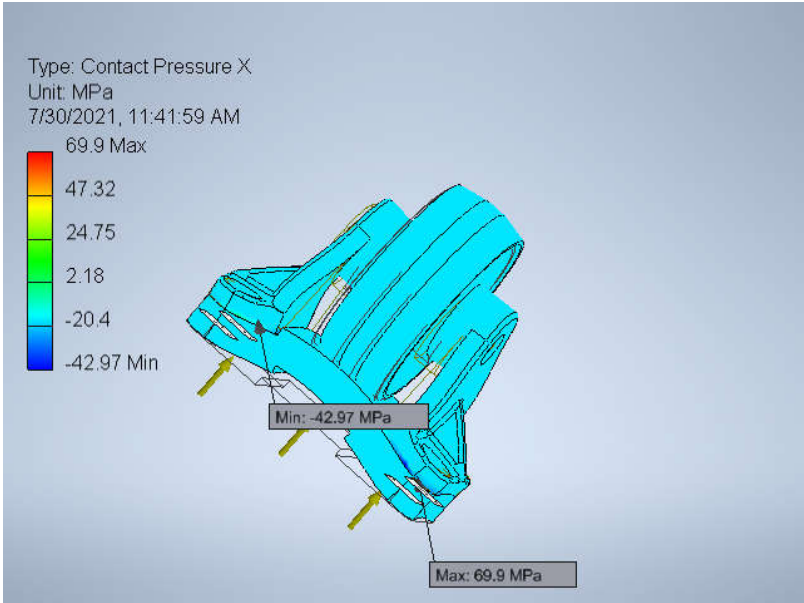 Type: Contact Pressure X
Unit: MPa
7/30/2021, 11:41:59 AM
69.9 Max
47.32
24.75
2.18
-20.4
-42.97 Min
Min: -42.97 MPa
Max: 69.9 MPa